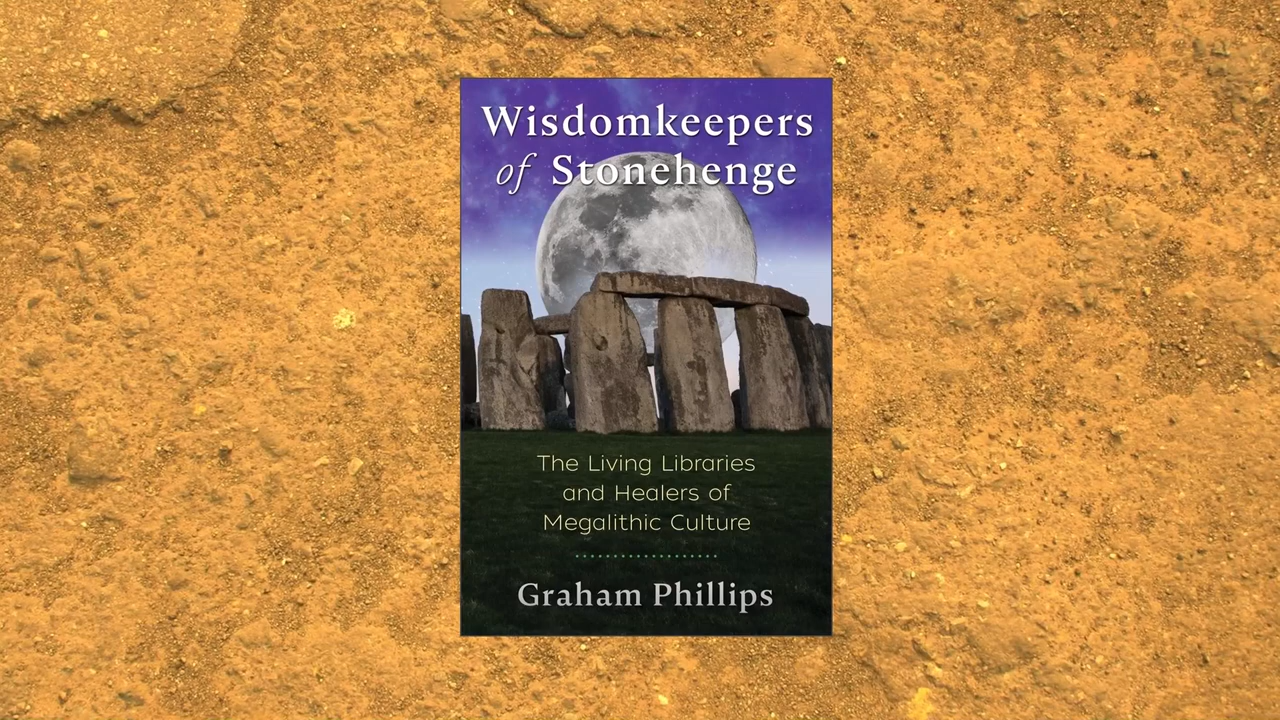 Wisdomkeepers
of Stonehenge
The Living Libraries
and Healers of
Megalithic Culture
Graham Phillips